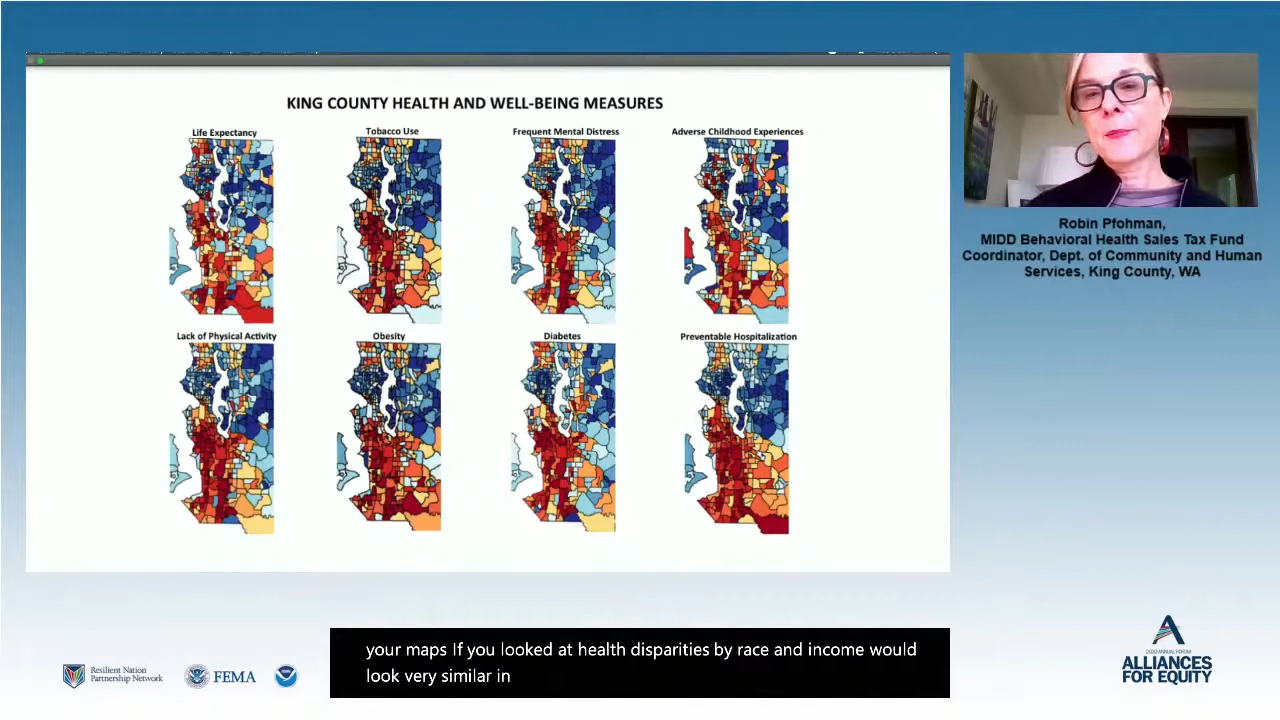 KING COUNTY HEALTH AND WELL-BEING MEASURES
Life Expectancy
Tobacco Use
Frequent Mental Distress
Adverse Childhood Experiences
Lack of Physical Activity
Obesity
Diabetes
Preventable Hospitalization
Robin Pfohman,
MIDD Behavioral Health Sales Tax Fund
Coordinator, Dept. of Community and Human
Services, King County, WA
your maps If you looked at health disparities by race and income would
look very similar in
Resilient Nation
Partnership Network
FEMA
ALLIANCES
FOR EQUITY